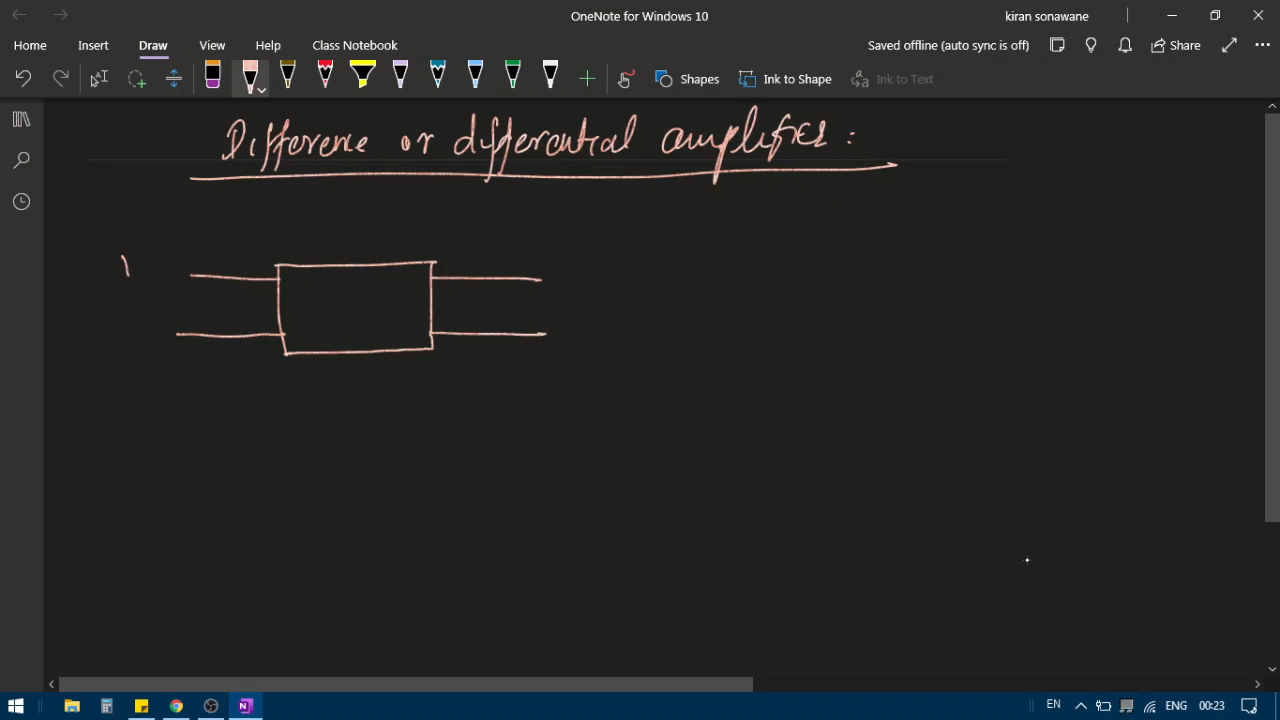 OneNote for Windows 10
kiran sonawane
Home Insert Draw View Help Class Notebook
Saved offline (auto sync is off) Share
Shapes Ink to Shape Ink to Text
Difference or differential amplifier :
EN ENG 00:23